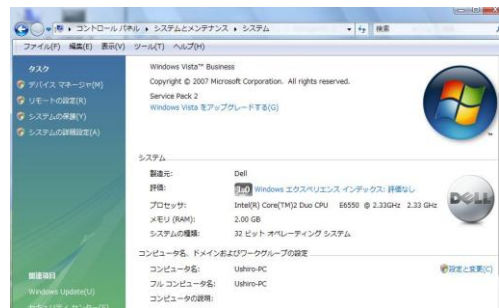 コントロール パネル ▸ システムとメンテナンス ▸ システム
検索
ファイル(F) 編集(E) 表示(V) ツール(T) ヘルプ(H)
タスク
デバイス マネージャ(M)
リモートの設定(R)
システムの保護(Y)
システムの詳細設定(A)
Windows Vista™ Business
Copyright © 2007 Microsoft Corporation. All rights reserved.
Service Pack 2
Windows Vista をアップグレードする(G)
システム
製造元: Dell
評価: 1.0 Windows エクスペリエンス インデックス: 評価なし
プロセッサ: Intel(R) Core(TM)2 Duo CPU E6550 @ 2.33GHz 2.33 GHz
メモリ (RAM): 2.00 GB
システムの種類: 32 ビット オペレーティング システム
DELL
コンピュータ名、ドメインおよびワークグループの設定
コンピュータ名: Ushiro-PC
設定と変更(C)
フル コンピュータ名: Ushiro-PC
コンピュータの説明:
関連項目
Windows Update(U)